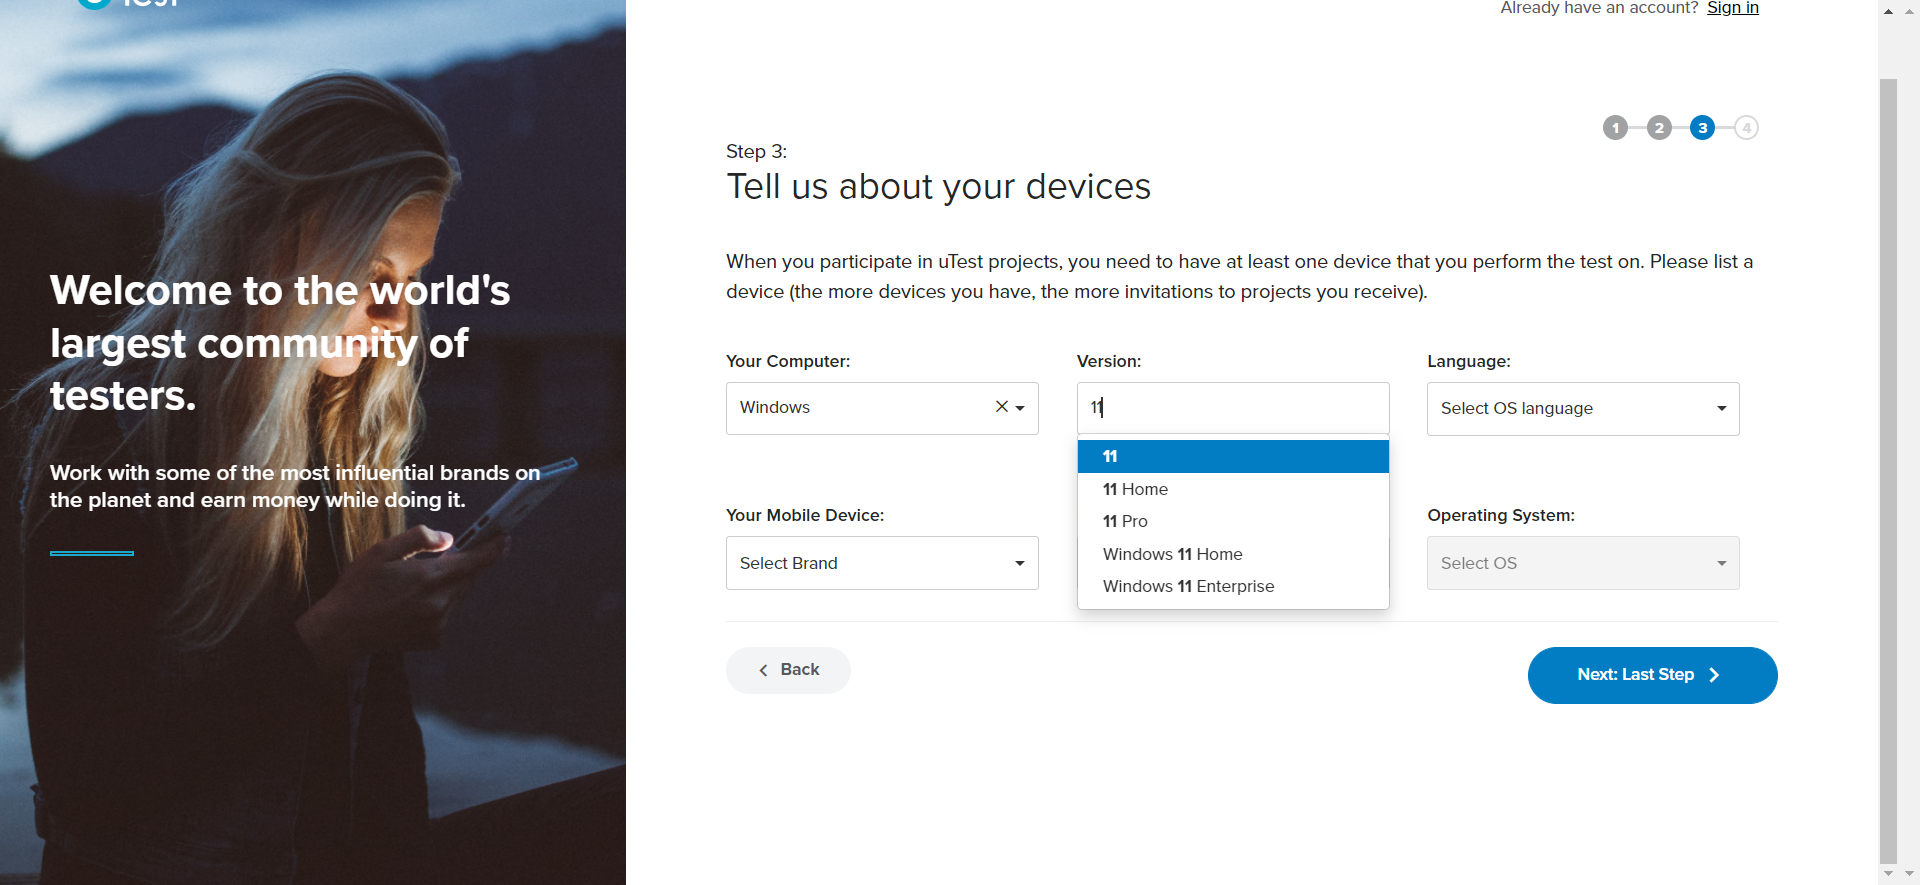 Already have an account? Sign in
1 2 3 4
Step 3:
Tell us about your devices
When you participate in uTest projects, you need to have at least one device that you perform the test on. Please list a
device (the more devices you have, the more invitations to projects you receive).
Welcome to the world's
largest community of
testers.
Work with some of the most influential brands on
the planet and earn money while doing it.
Your Computer: Version: Language:
Windows 11 Select OS language
11
11 Home
11 Pro
Windows 11 Home
Windows 11 Enterprise
Your Mobile Device: Operating System:
Select Brand Select OS
Back Next: Last Step